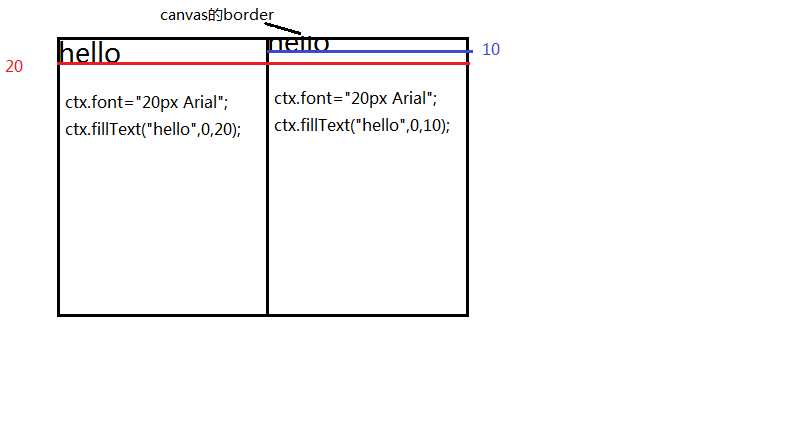 canvas的border
hello
hello
10
20
ctx.font="20px Arial";
ctx.fillText("hello",0,20);
ctx.font="20px Arial";
ctx.fillText("hello",0,10);